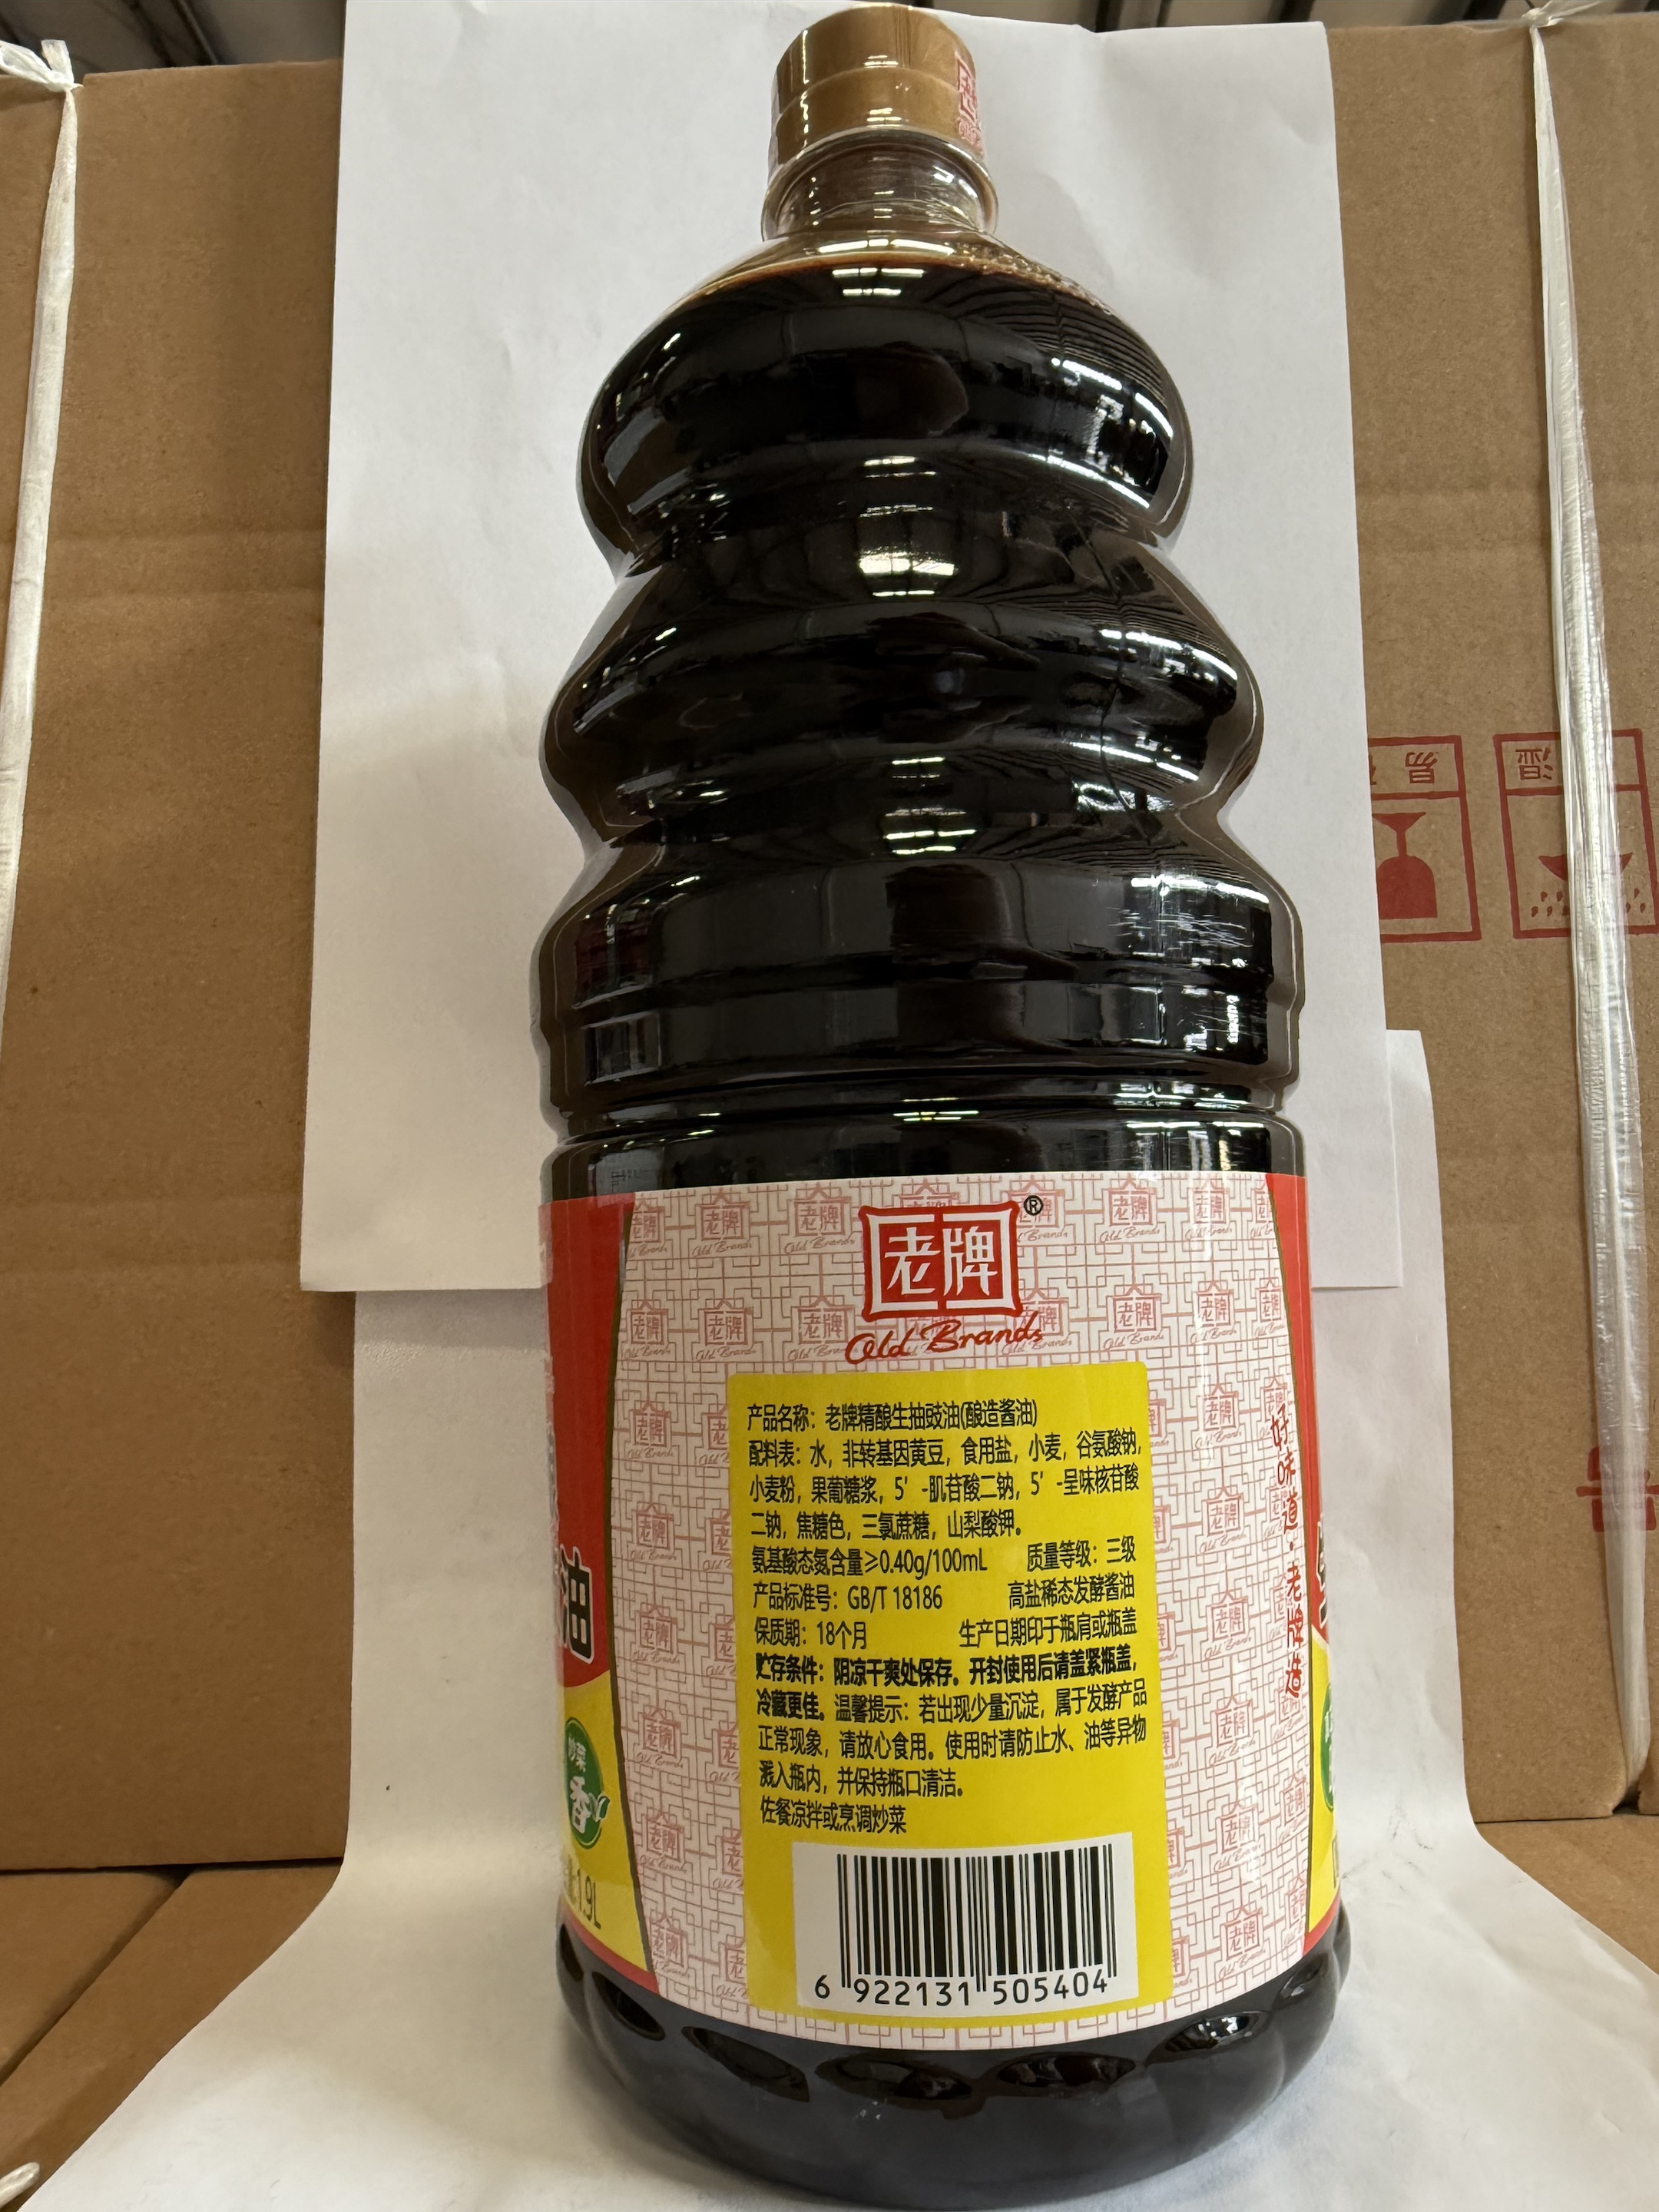 老牌®
Old Brands
产品名称：老牌精酿生抽豉油(酿造酱油)
配料表：水，非转基因黄豆，食用盐，小麦，谷氨酸钠，
小麦粉，果葡糖浆，5'-肌苷酸二钠，5'-呈味核苷酸
二钠，焦糖色，三氯蔗糖，山梨酸钾。
氨基酸态氮含量≥0.40g/100mL 质量等级：三级
产品标准号：GB/T 18186 高盐稀态发酵酱油
保质期：18个月 生产日期印于瓶肩或瓶盖
贮存条件：阴凉干爽处保存。开封使用后请盖紧瓶盖，
冷藏更佳。温馨提示：若出现少量沉淀，属于发酵产品
正常现象，请放心食用。使用时请防止水、油等异物
溅入瓶内，并保持瓶口清洁。
佐餐凉拌或烹调炒菜
6 922131 505404
好味道·老牌造
油
炒菜
香
1.9L
易
湿